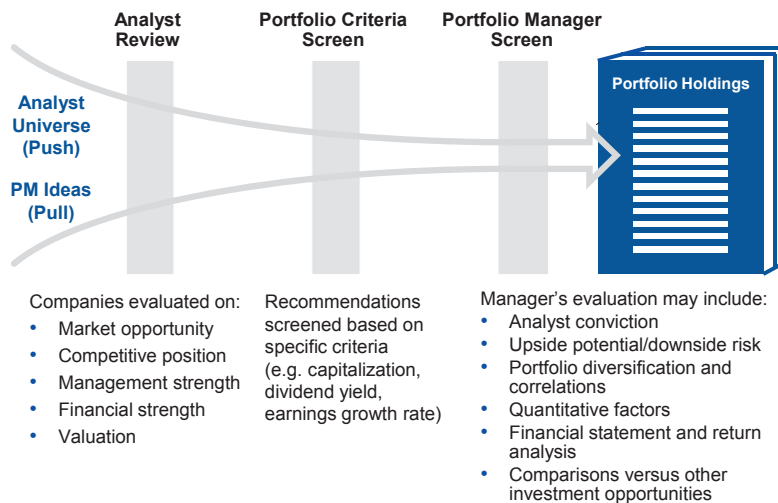 Analyst
Review
Portfolio Criteria
Screen
Portfolio Manager
Screen
Portfolio Holdings
Analyst
Universe
(Push)
PM Ideas
(Pull)
Companies evaluated on:
• Market opportunity
• Competitive position
• Management strength
• Financial strength
• Valuation
Recommendations
screened based on
specific criteria
(e.g. capitalization,
dividend yield,
earnings growth rate)
Manager’s evaluation may include:
• Analyst conviction
• Upside potential/downside risk
• Portfolio diversification and
correlations
• Quantitative factors
• Financial statement and return
analysis
• Comparisons versus other
investment opportunities